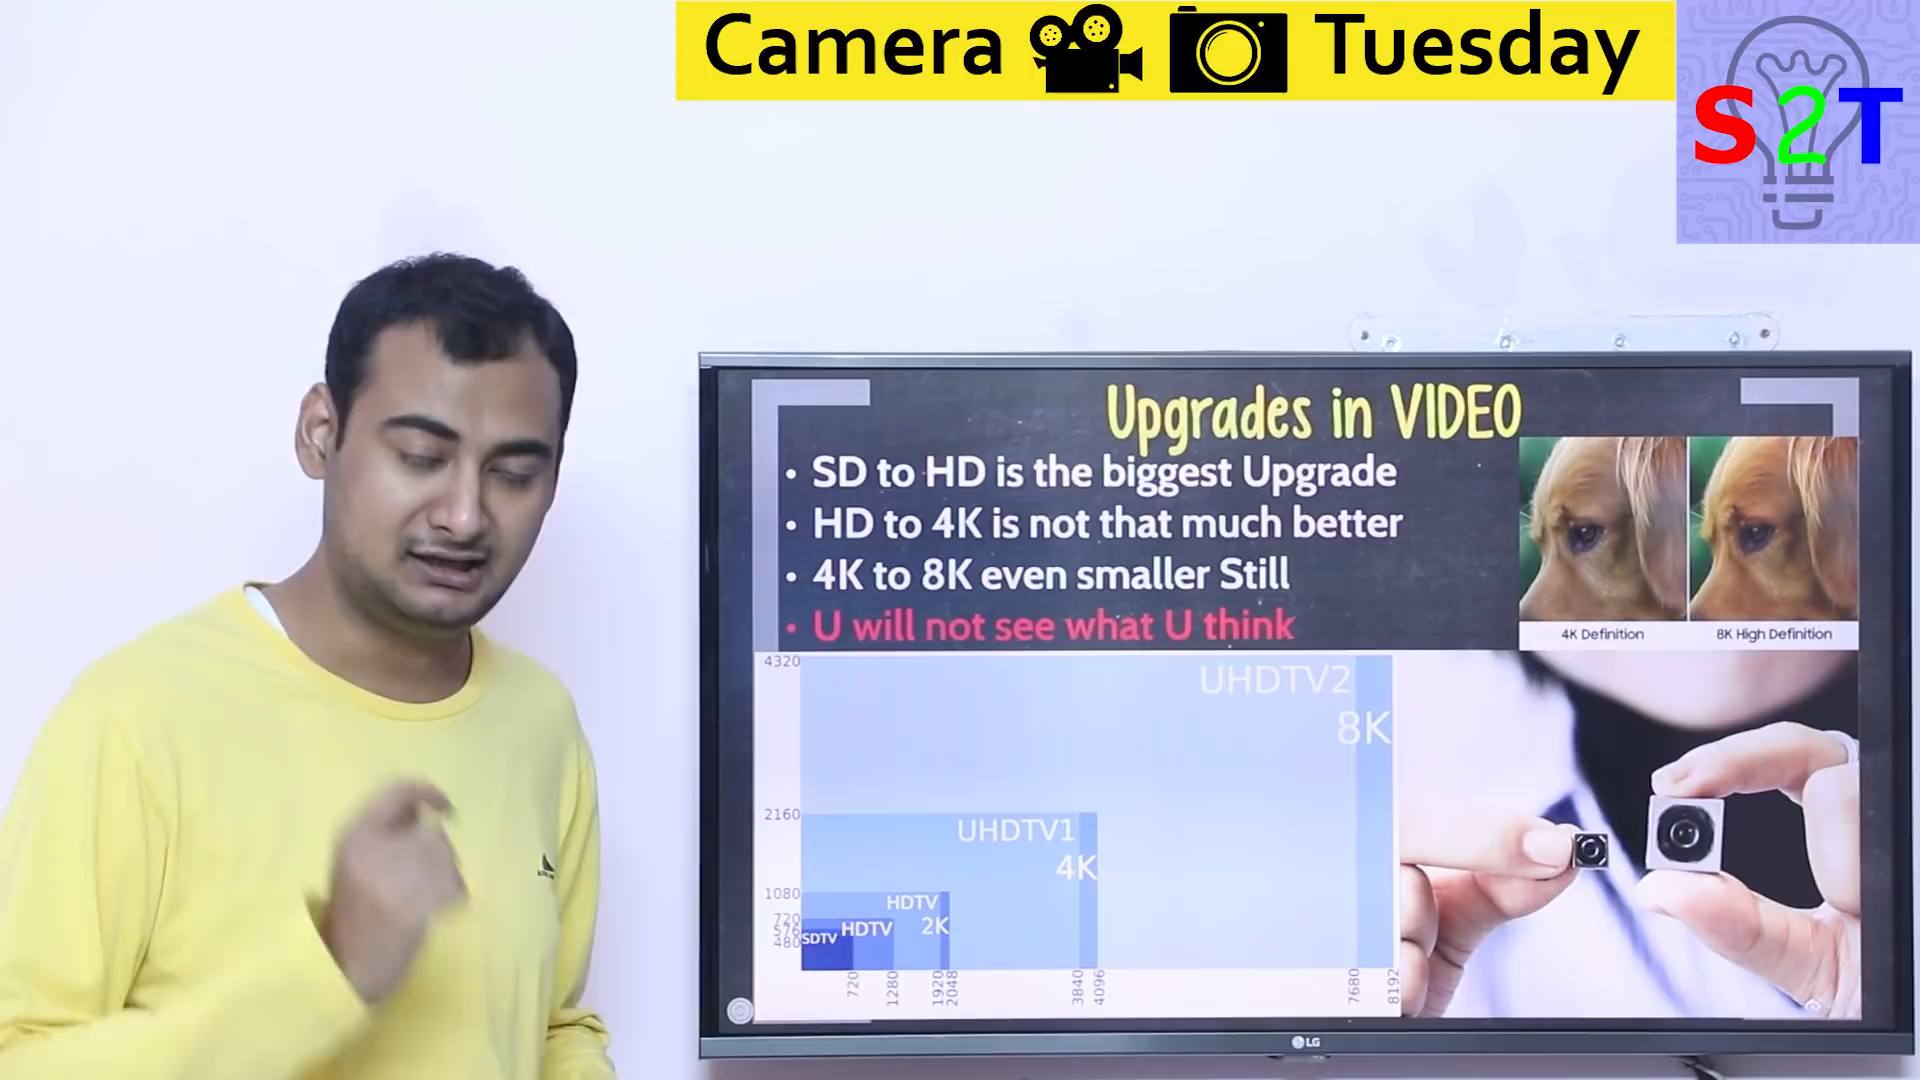 Camera Tuesday
S2T
Upgrades in VIDEO
• SD to HD is the biggest Upgrade
• HD to 4K is not that much better
• 4K to 8K even smaller Still
• U will not see what U think
4K Definition
8K High Definition
4320
UHDTV2
8K
2160
UHDTV1
4K
1080
HDTV
2K
720
HDTV
576
SDTV
480
720
1280
1920
2048
3840
4096
7680
8192
LG